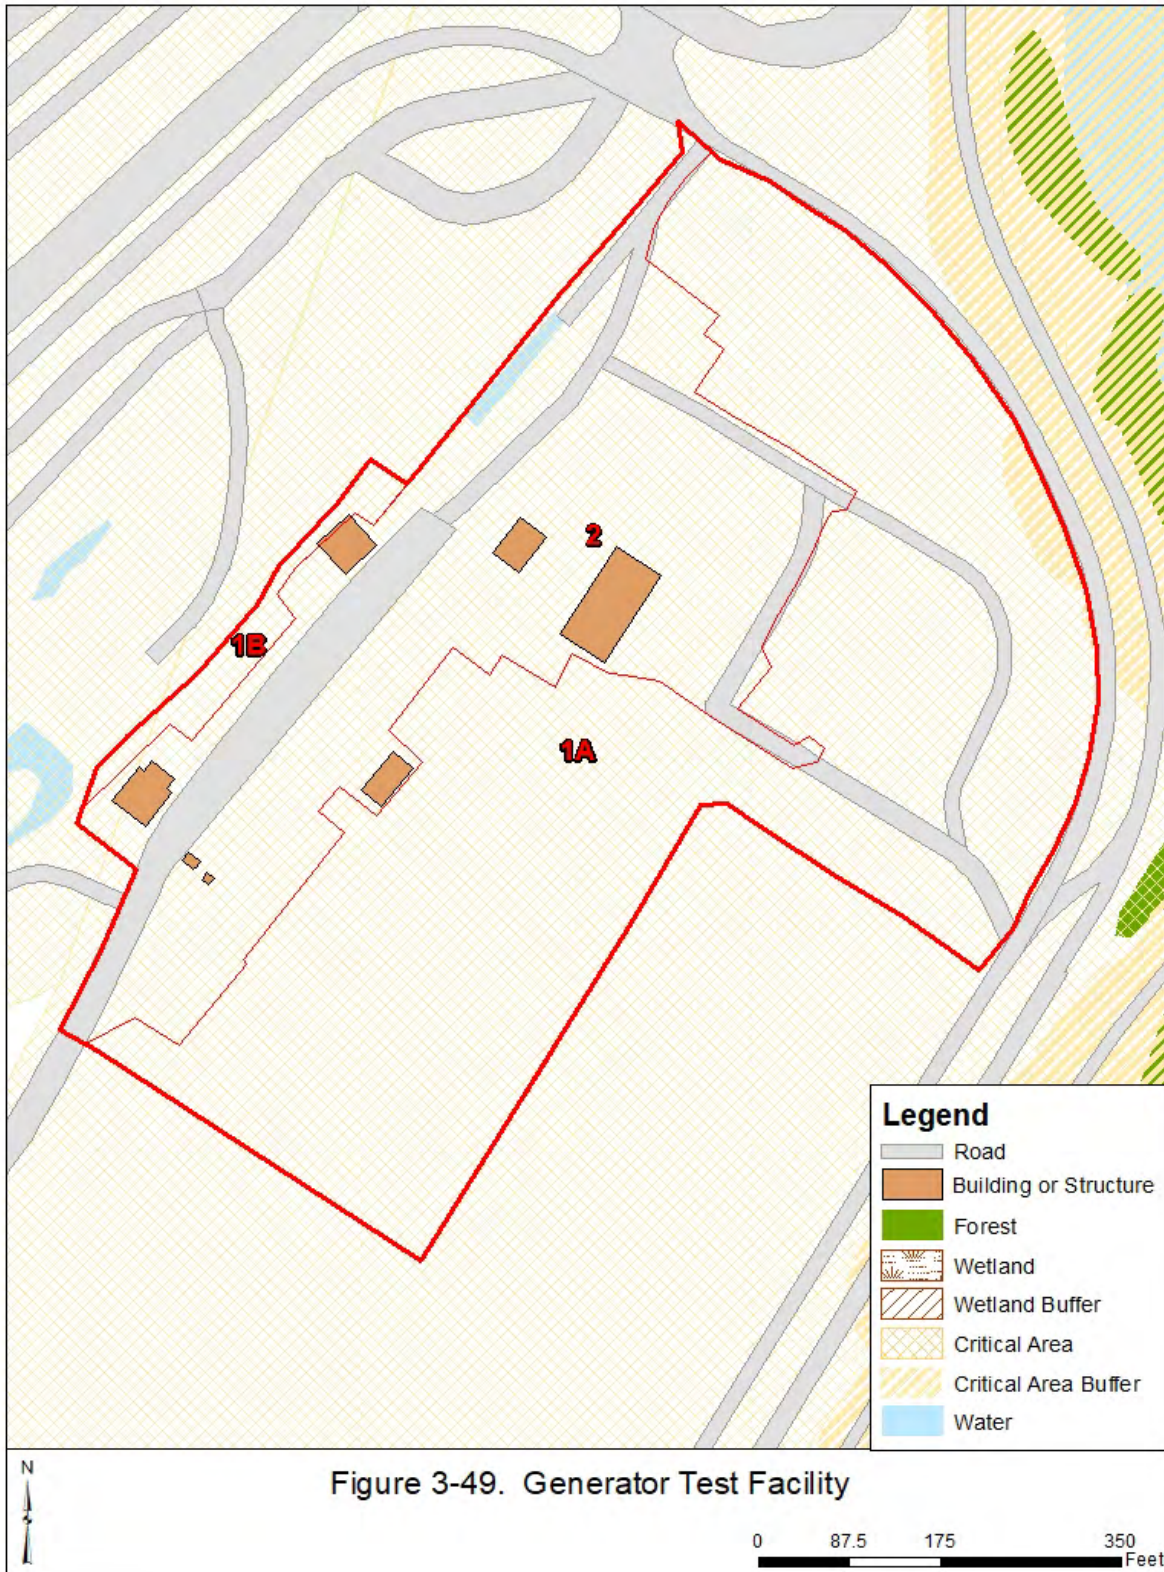 2
1B
1A
Legend
Road
Building or Structure
Forest
Wetland
Wetland Buffer
Critical Area
Critical Area Buffer
Water
N
Figure 3-49. Generator Test Facility
0 87.5 175 350
Feet